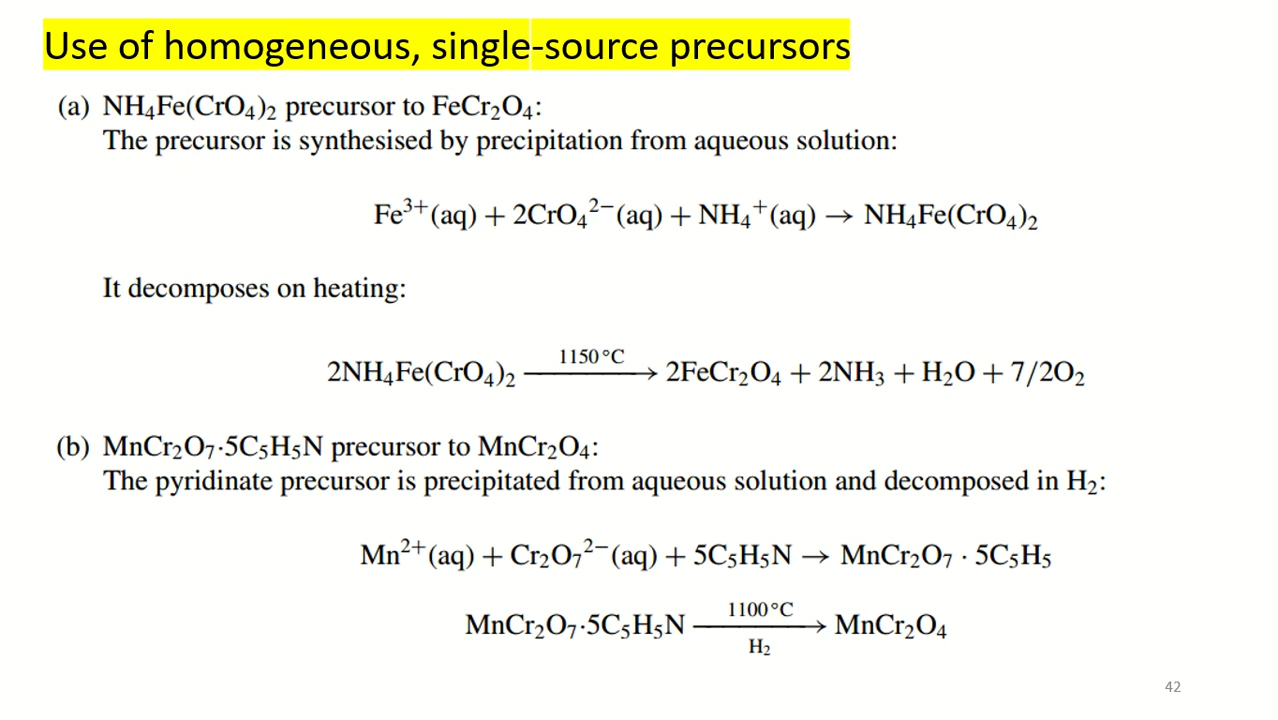 Use of homogeneous, single-source precursors
(a) NH₄Fe(CrO₄)₂ precursor to FeCr₂O₄:
The precursor is synthesised by precipitation from aqueous solution:
Fe³⁺(aq) + 2CrO₄²⁻(aq) + NH₄⁺(aq) → NH₄Fe(CrO₄)₂
It decomposes on heating:
1150 °C
2NH₄Fe(CrO₄)₂ ⟶ 2FeCr₂O₄ + 2NH₃ + H₂O + 7/2O₂
(b) MnCr₂O₇·5C₅H₅N precursor to MnCr₂O₄:
The pyridinate precursor is precipitated from aqueous solution and decomposed in H₂:
Mn²⁺(aq) + Cr₂O₇²⁻(aq) + 5C₅H₅N → MnCr₂O₇ · 5C₅H₅
1100 °C
MnCr₂O₇·5C₅H₅N ⟶ MnCr₂O₄
H₂
42